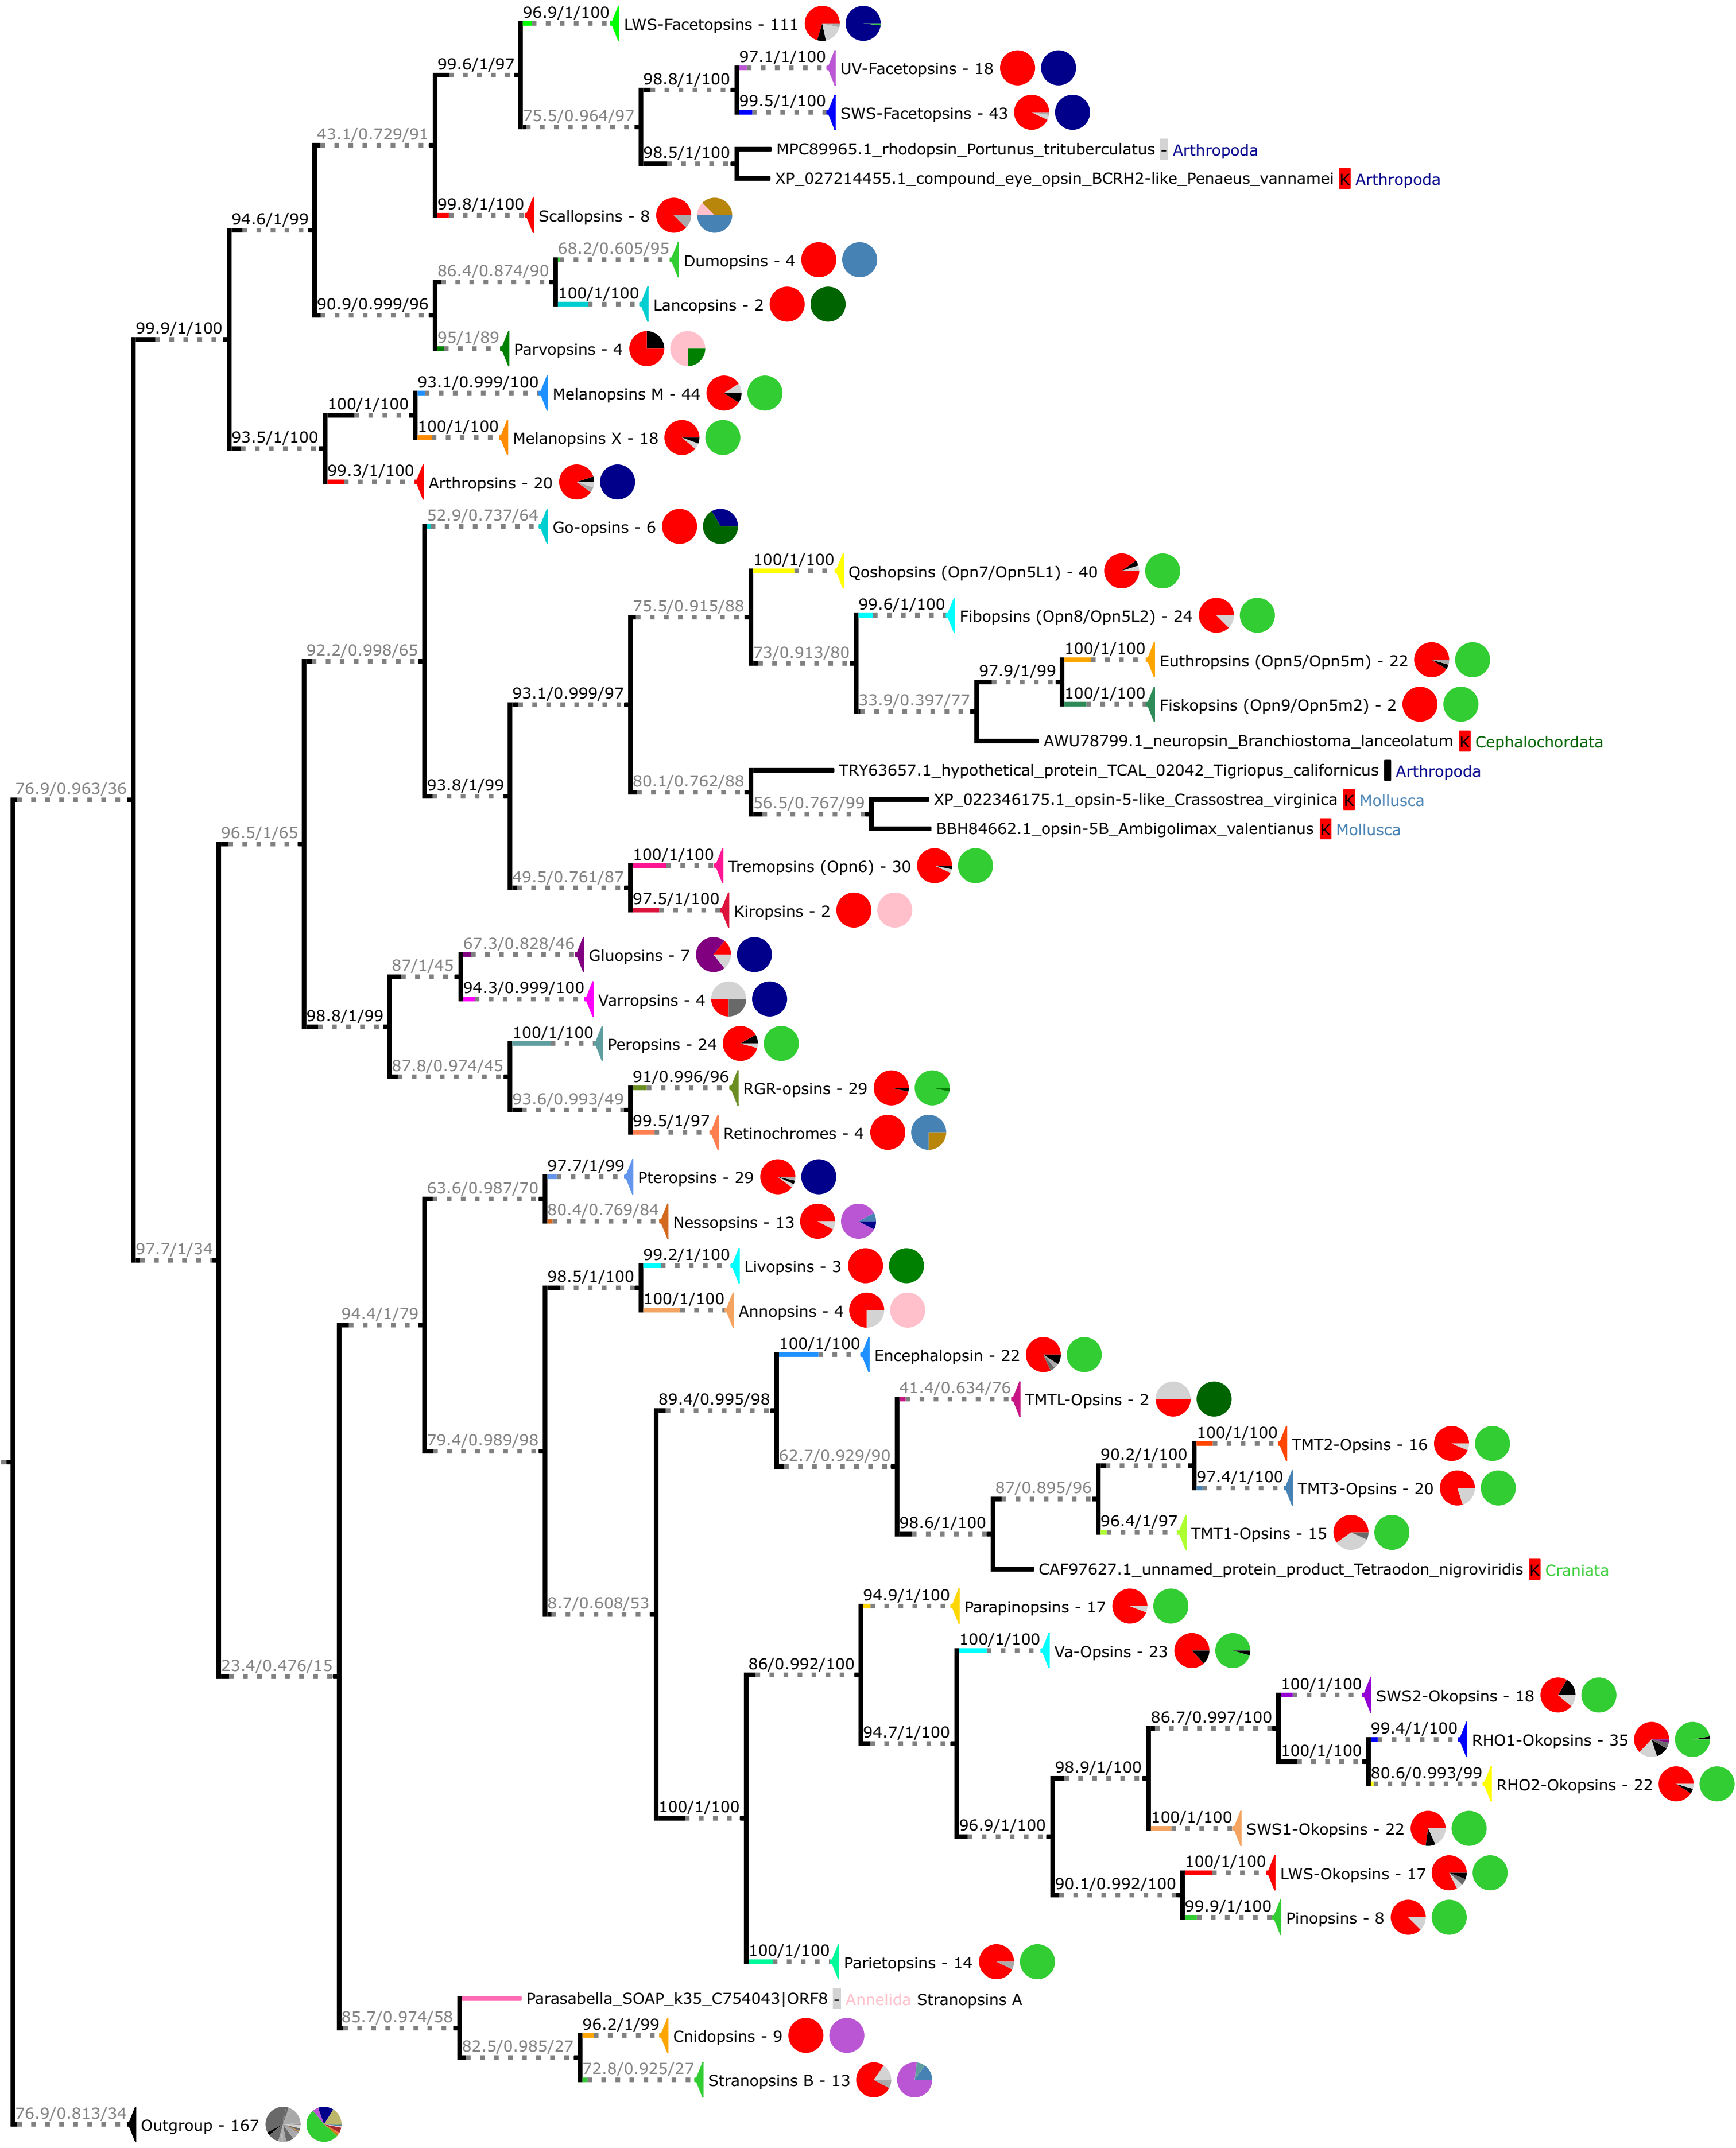 96.9/1/100
LWS-Facetopsins - 111
99.6/1/97
97.1/1/100
UV-Facetopsins - 18
98.8/1/100
99.5/1/100
SWS-Facetopsins - 43
75.5/0.964/97
43.1/0.729/91
MPC89965.1_rhodopsin_Portunus_trituberculatus - Arthropoda
98.5/1/100
XP_027214455.1_compound_eye_opsin_BCRH2-like_Penaeus_vannamei K Arthropoda
99.8/1/100
Scallopsins - 8
94.6/1/99
68.2/0.605/95
Dumopsins - 4
86.4/0.874/90
100/1/100
Lancopsins - 2
90.9/0.999/96
99.9/1/100
95/1/89
Parvopsins - 4
93.1/0.999/100
Melanopsins M - 44
100/1/100
100/1/100
Melanopsins X - 18
93.5/1/100
99.3/1/100
Arthropsins - 20
52.9/0.737/64
Go-opsins - 6
100/1/100
Qoshopsins (Opn7/Opn5L1) - 40
75.5/0.915/88
99.6/1/100
Fibopsins (Opn8/Opn5L2) - 24
73/0.913/80
92.2/0.998/65
100/1/100
Euthropsins (Opn5/Opn5m) - 22
97.9/1/99
100/1/100
Fiskopsins (Opn9/Opn5m2) - 2
33.9/0.397/77
93.1/0.999/97
AWU78799.1_neuropsin_Branchiostoma_lanceolatum K Cephalochordata
TRY63657.1_hypothetical_protein_TCAL_02042_Tigriopus_californicus Arthropoda
80.1/0.762/88
93.8/1/99
76.9/0.963/36
56.5/0.767/99
XP_022346175.1_opsin-5-like_Crassostrea_virginica K Mollusca
BBH84662.1_opsin-5B_Ambigolimax_valentianus K Mollusca
96.5/1/65
100/1/100
Tremopsins (Opn6) - 30
49.5/0.761/87
97.5/1/100
Kiropsins - 2
67.3/0.828/46
Gluopsins - 7
87/1/45
94.3/0.999/100
Varropsins - 4
98.8/1/99
100/1/100
Peropsins - 24
87.8/0.974/45
91/0.996/96
RGR-opsins - 29
93.6/0.993/49
99.5/1/97
Retinochromes - 4
97.7/1/99
Pteropsins - 29
63.6/0.987/70
80.4/0.769/84
Nessopsins - 13
97.7/1/34
99.2/1/100
Livopsins - 3
98.5/1/100
100/1/100
Annopsins - 4
94.4/1/79
100/1/100
Encephalopsin - 22
89.4/0.995/98
41.4/0.634/76
TMTL-Opsins - 2
79.4/0.989/98
62.7/0.929/90
100/1/100
TMT2-Opsins - 16
90.2/1/100
97.4/1/100
TMT3-Opsins - 20
87/0.895/96
98.6/1/100
96.4/1/97
TMT1-Opsins - 15
CAF97627.1_unnamed_protein_product_Tetraodon_nigroviridis K Craniata
8.7/0.608/53
94.9/1/100
Parapinopsins - 17
86/0.992/100
100/1/100
Va-Opsins - 23
23.4/0.476/15
94.7/1/100
100/1/100
SWS2-Okopsins - 18
86.7/0.997/100
99.4/1/100
RHO1-Okopsins - 35
100/1/100
98.9/1/100
80.6/0.993/99
RHO2-Okopsins - 22
100/1/100
SWS1-Okopsins - 22
96.9/1/100
100/1/100
100/1/100
LWS-Okopsins - 17
90.1/0.992/100
99.9/1/100
Pinopsins - 8
100/1/100
Parietopsins - 14
Parasabella_SOAP_k35_C754043|ORF8 - Annelida Stranopsins A
85.7/0.974/58
96.2/1/99
Cnidopsins - 9
82.5/0.985/27
72.8/0.925/27
Stranopsins B - 13
76.9/0.813/34
Outgroup - 167